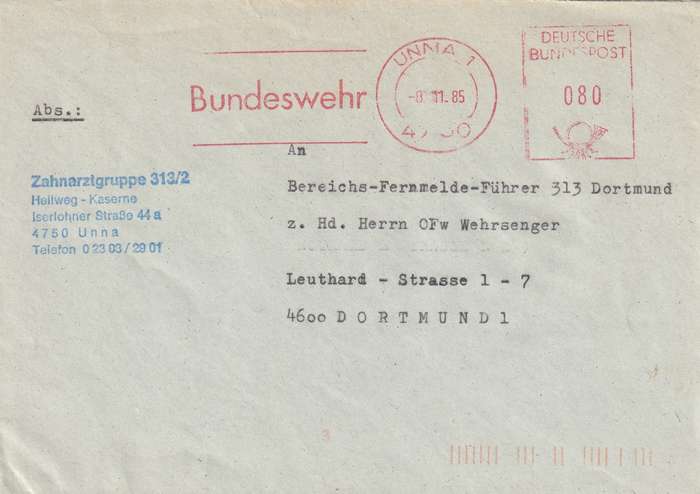 UNNA 1
DEUTSCHE
BUNDESPOST
Bundeswehr
-8.11.85
080
4750
Abs.:
An
Zahnarztgruppe 313/2
Hellweg - Kaserne
Iserlohner Straße 44 a
4750 Unna
Telefon 0 23 03 / 29 01
Bereichs-Fernmelde-Führer 313 Dortmund
z. Hd. Herrn OFw Wehrsenger
Leuthard - Strasse 1 - 7
4600 D O R T M U N D 1
3